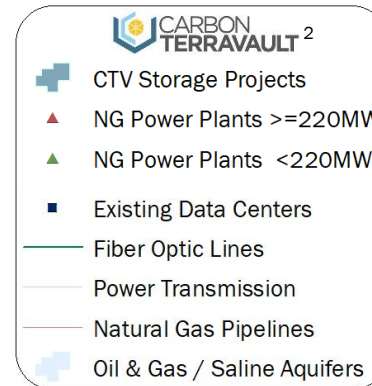 CARBON
TERRAVAULT 2
CTV Storage Projects
NG Power Plants >=220MW
NG Power Plants <220MW
Existing Data Centers
Fiber Optic Lines
Power Transmission
Natural Gas Pipelines
Oil & Gas / Saline Aquifers